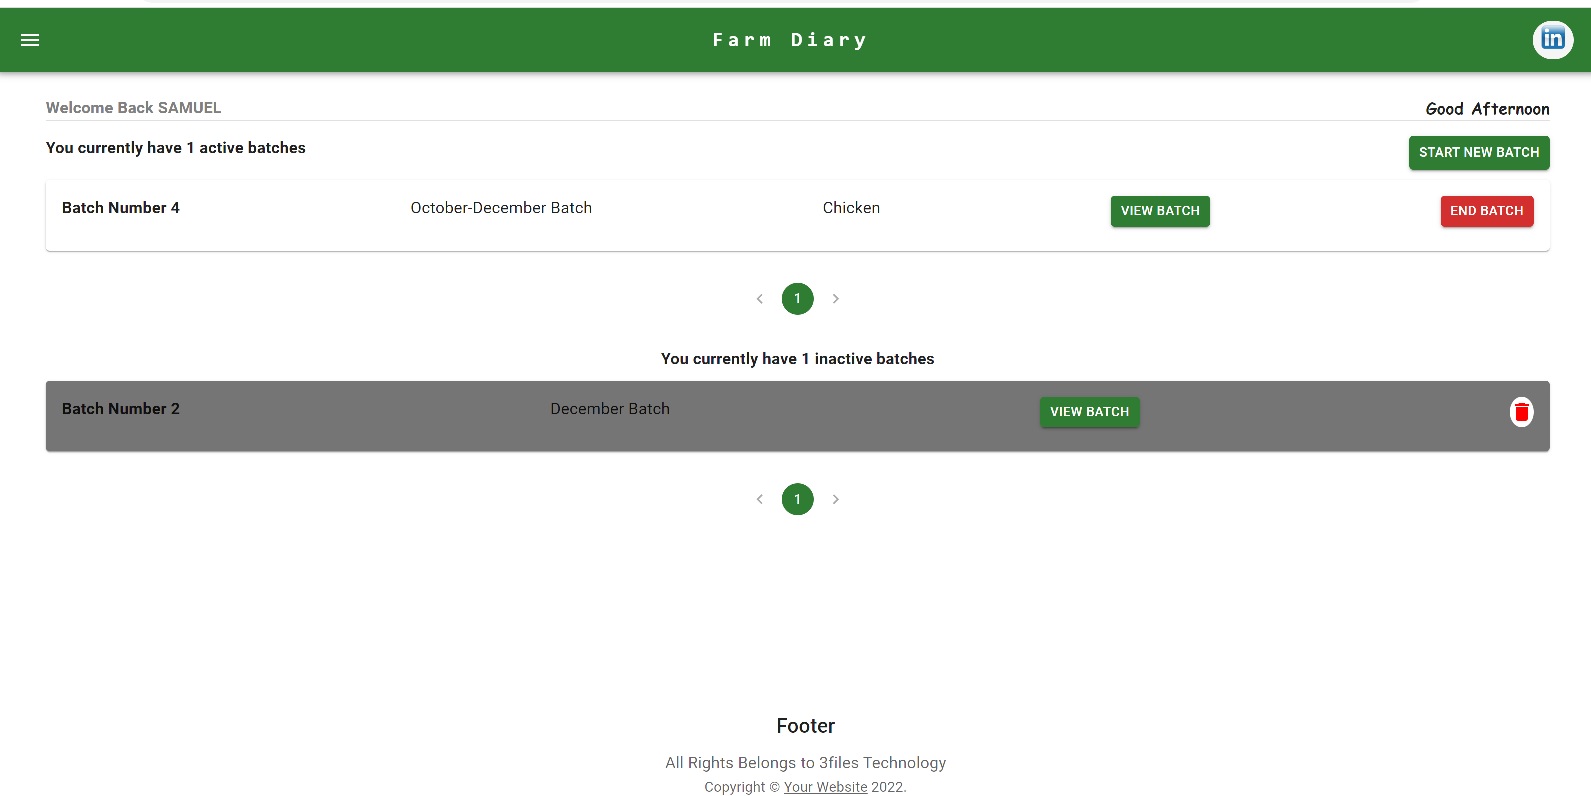 Farm Diary
in
Welcome Back SAMUEL
Good Afternoon
You currently have 1 active batches
START NEW BATCH
Batch Number 4
October-December Batch
Chicken
VIEW BATCH
END BATCH
1
You currently have 1 inactive batches
Batch Number 2
December Batch
VIEW BATCH
1
Footer
All Rights Belongs to 3files Technology
Copyright © Your Website 2022.